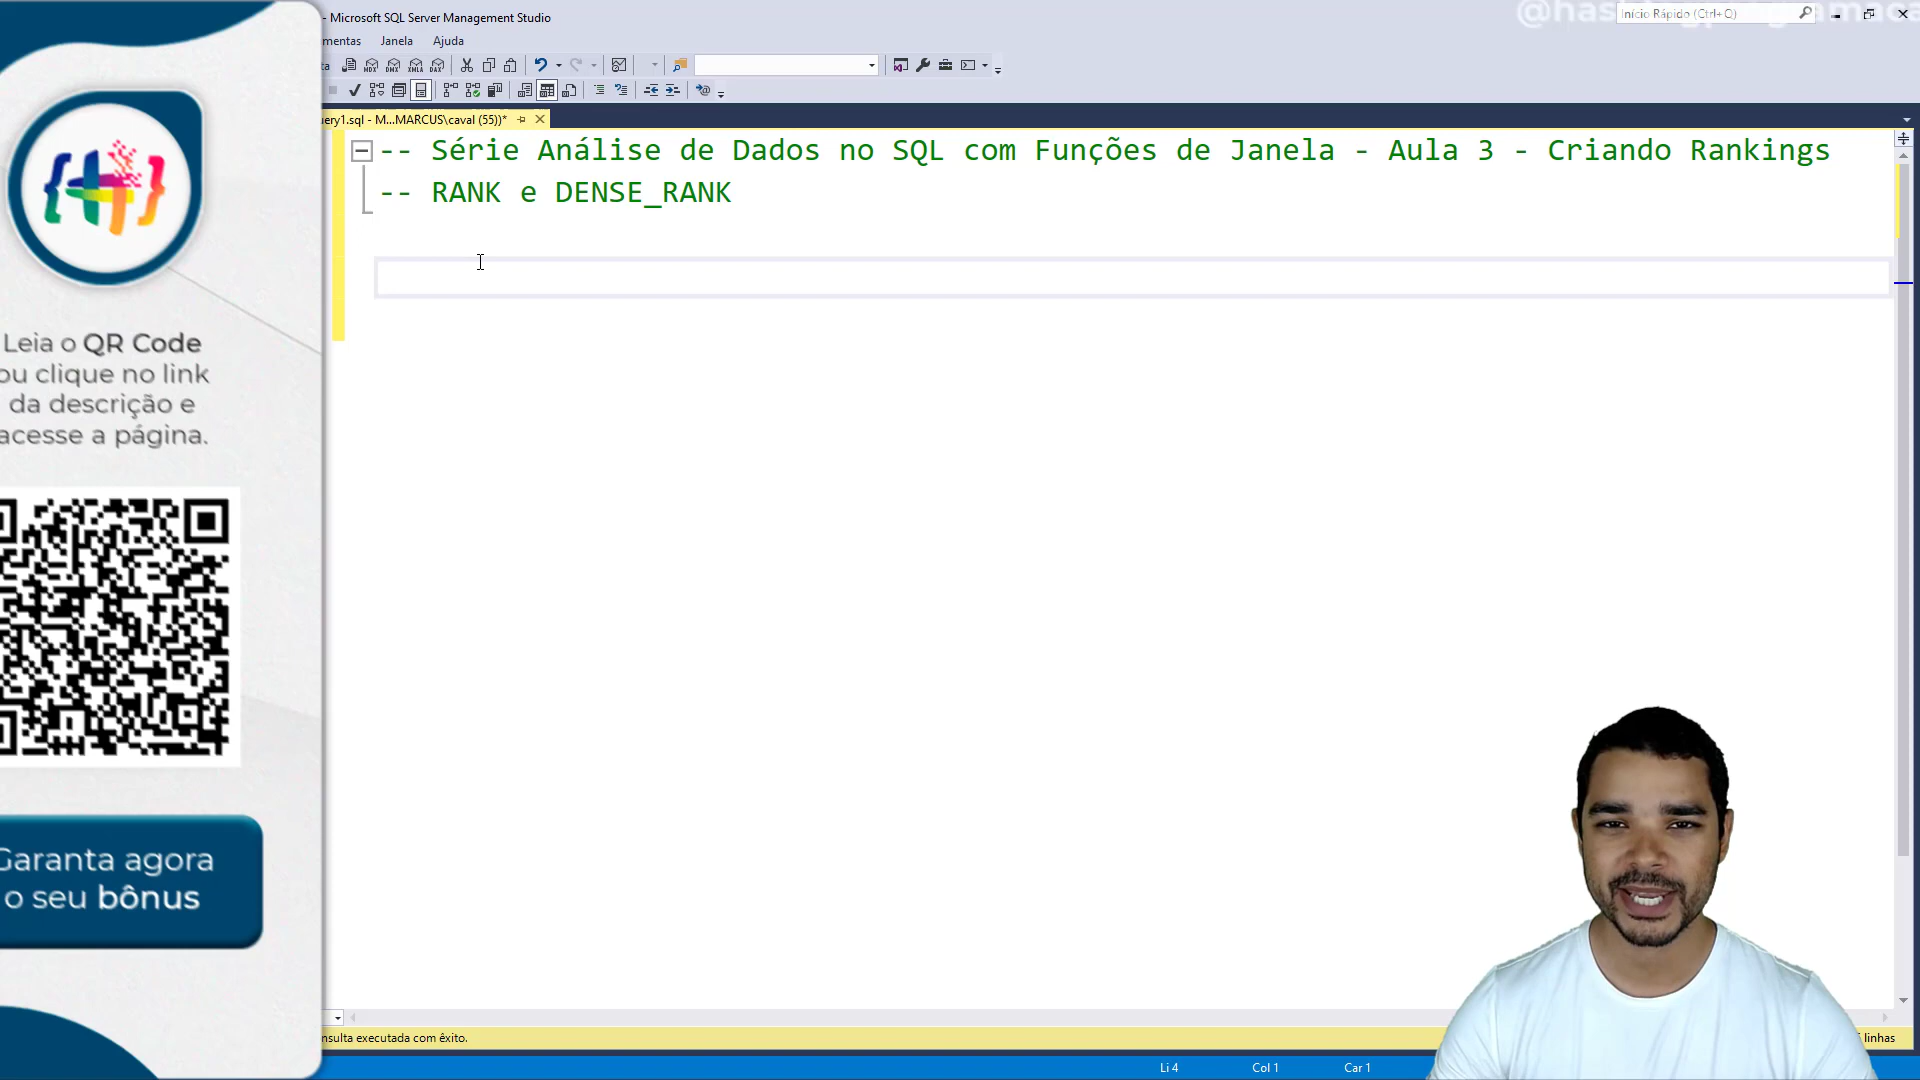 - Microsoft SQL Server Management Studio
Início Rápido (Ctrl+Q)
mentas Janela Ajuda
uery1.sql - M...MARCUS\caval (55))*
-- Série Análise de Dados no SQL com Funções de Janela - Aula 3 - Criando Rankings
-- RANK e DENSE_RANK
Leia o QR Code
ou clique no link
da descrição e
acesse a página.
Garanta agora
o seu bônus
nsulta executada com êxito.
linhas
Li 4 Col 1 Car 1